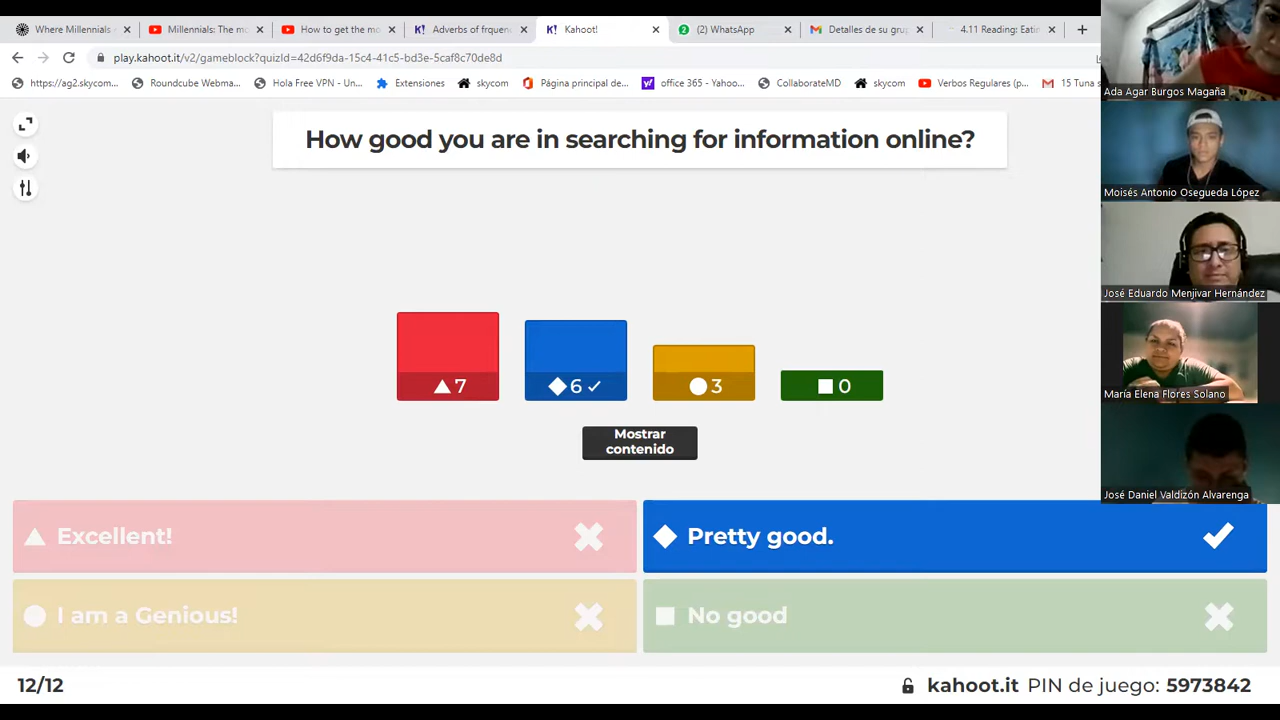 Where Millennials
Millennials: The mo
How to get the mo
Adverbs of frquen
Kahoot!
(2) WhatsApp
Detalles de su gru
4.11 Reading: Eatin
play.kahoot.it/v2/gameblock?quizId=42d6f9da-15c4-41c5-bd3e-5caf8c70de8d
https://ag2.skycom...
Roundcube Webma...
Hola Free VPN - Un...
Extensiones
skycom
Página principal de...
office 365 - Yahoo...
CollaborateMD
skycom
Verbos Regulares (p...
15 Tuna s
Ada Agar Burgos Magaña
How good you are in searching for information online?
Moisés Antonio Osegueda López
José Eduardo Menjivar Hernández
7
6
3
0
María Elena Flores Solano
Mostrar
contenido
José Daniel Valdizón Alvarenga
Excellent!
Pretty good.
I am a Genious!
No good
12/12
kahoot.it PIN de juego: 5973842